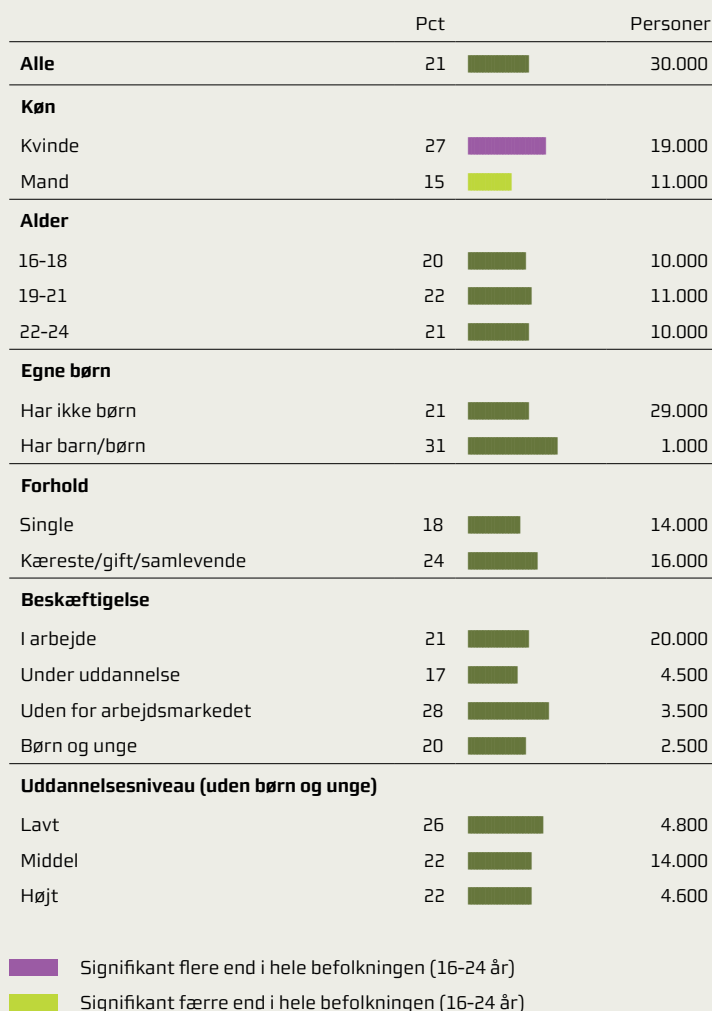 Pct Personer
Alle 21 30.000
Køn
Kvinde 27 19.000
Mand 15 11.000
Alder
16-18 20 10.000
19-21 22 11.000
22-24 21 10.000
Egne børn
Har ikke børn 21 29.000
Har barn/børn 31 1.000
Forhold
Single 18 14.000
Kæreste/gift/samlevende 24 16.000
Beskæftigelse
I arbejde 21 20.000
Under uddannelse 17 4.500
Uden for arbejdsmarkedet 28 3.500
Børn og unge 20 2.500
Uddannelsesniveau (uden børn og unge)
Lavt 26 4.800
Middel 22 14.000
Højt 22 4.600
Signifikant flere end i hele befolkningen (16-24 år)
Signifikant færre end i hele befolkningen (16-24 år)